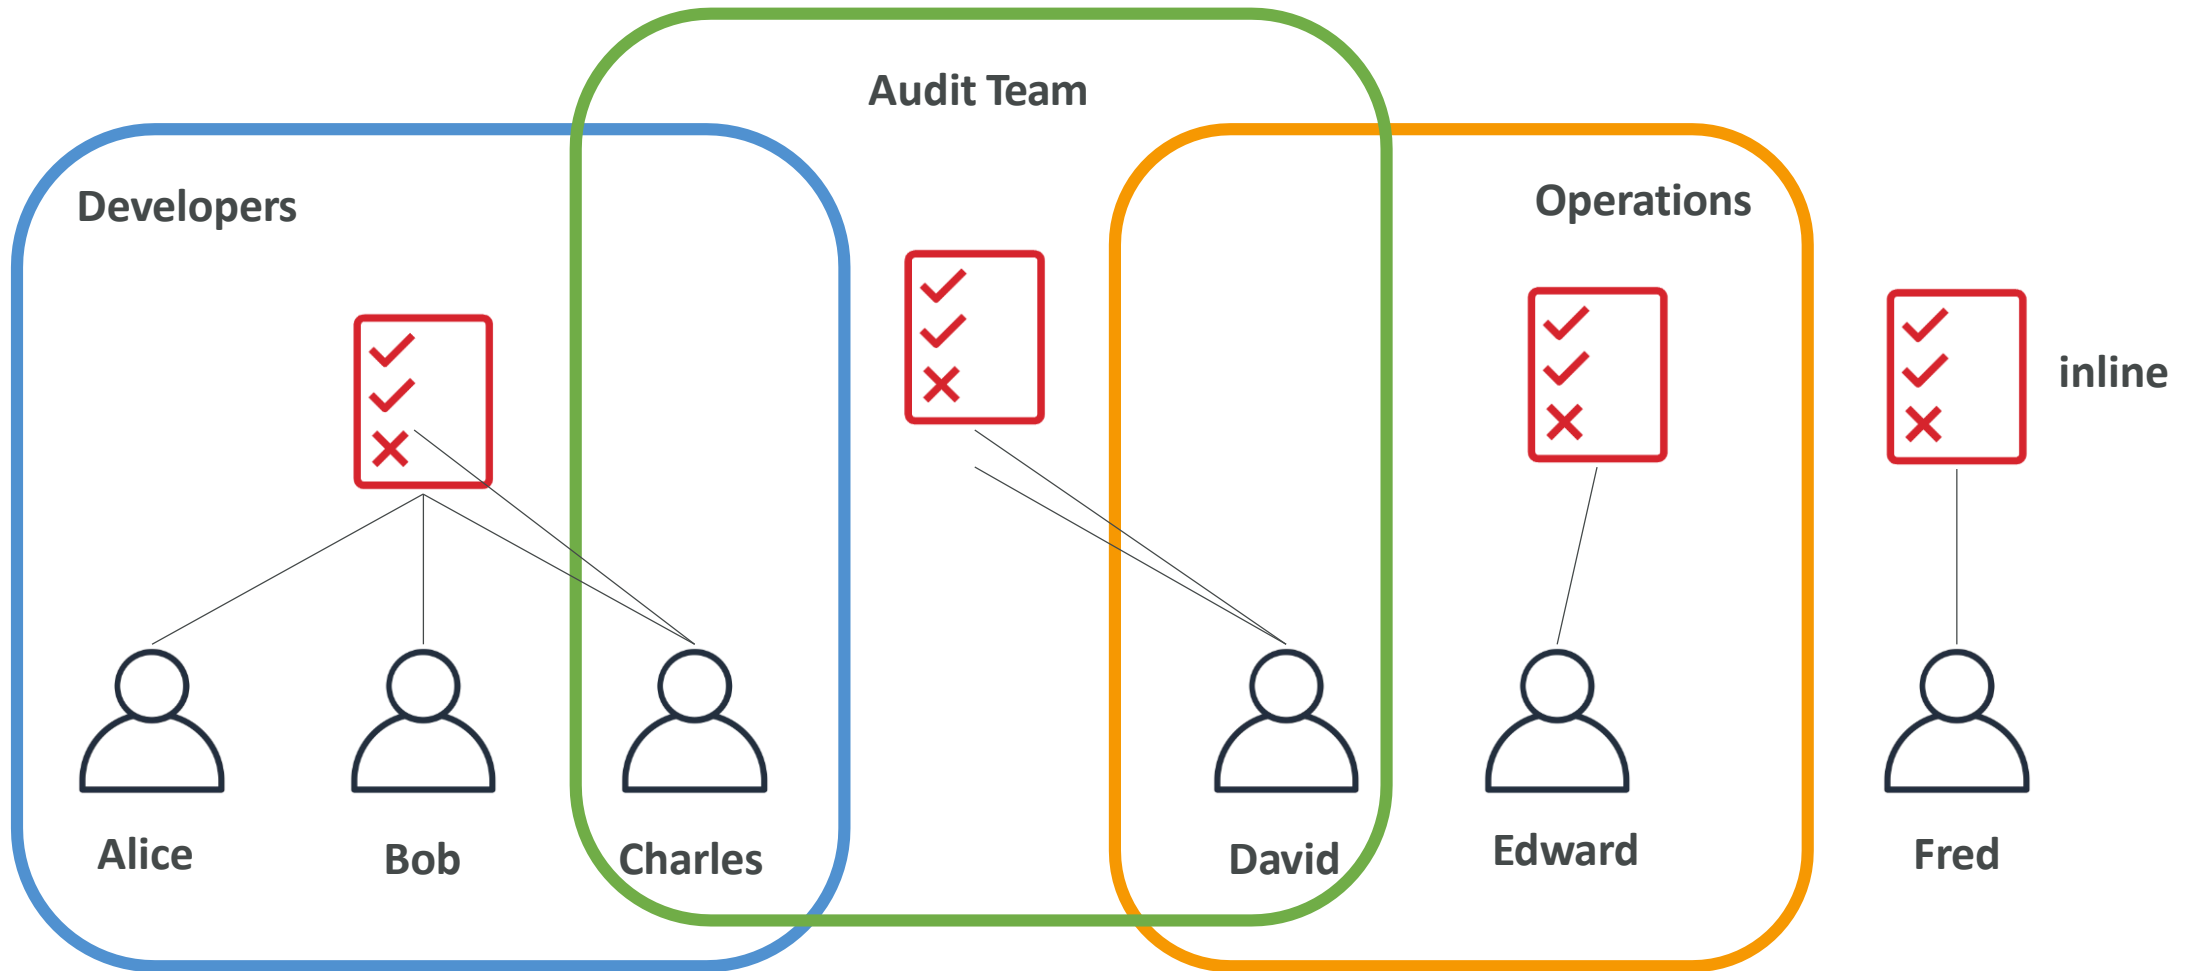 Audit Team
Developers
Operations
inline
Alice
Bob
Charles
David
Edward
Fred